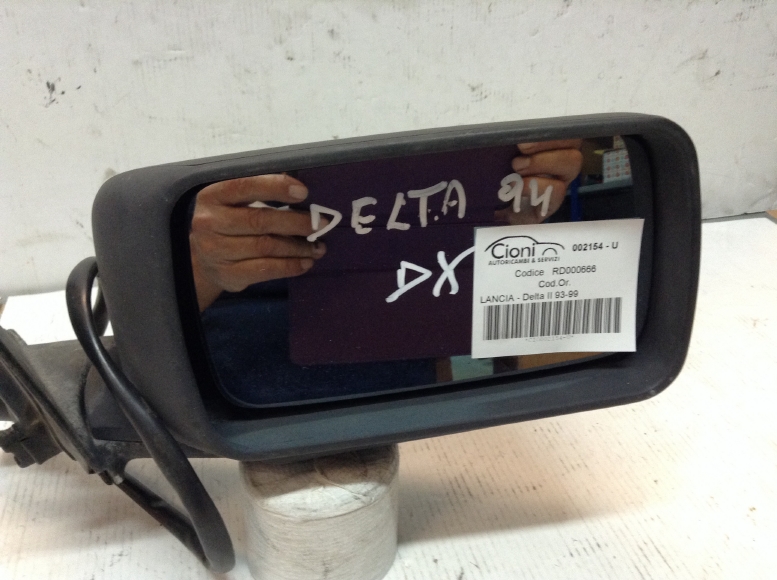 DELTA 94
DX
Cioni 002154 - U
AUTORICAMBI & SERVIZI
Codice RD000666
Cod.Or.
LANCIA - Delta II 93-99